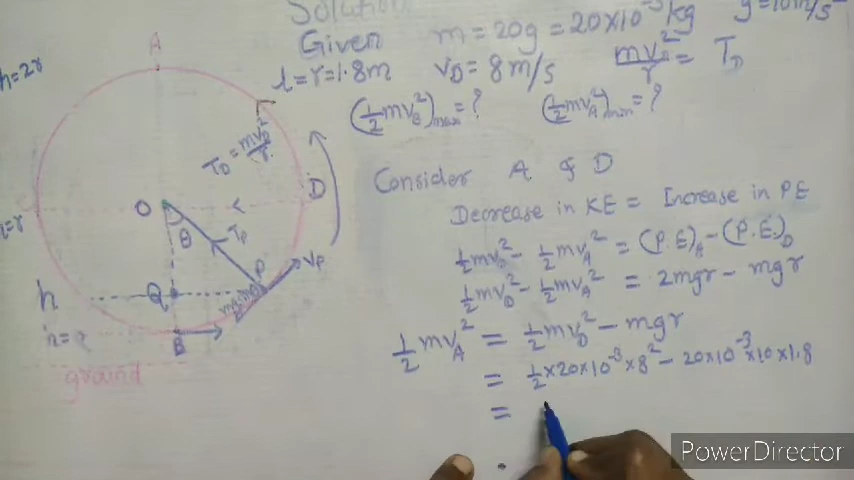 Solution
Given m = 20g = 20×10⁻³ kg g = 10m/s²
l = r = 1.8m v_D = 8 m/s mv_D²/r = T_D
(½mv_B²)max = ? (½mv_A²)min = ?
Consider A & D
Decrease in KE = Increase in PE
½mv_D² - ½mv_A² = (P.E)_A - (P.E.)_D
½mv_D² - ½mv_A² = 2mgr - mgr
½mv_A² = ½mv_D² - mgr
= ½×20×10⁻³×8² - 20×10⁻³×10×1.8
=
h=2r
A
T_D = mv_D²/r
D
O
θ
T_P
P
v_P
h
Q
B
ground
PowerDirector